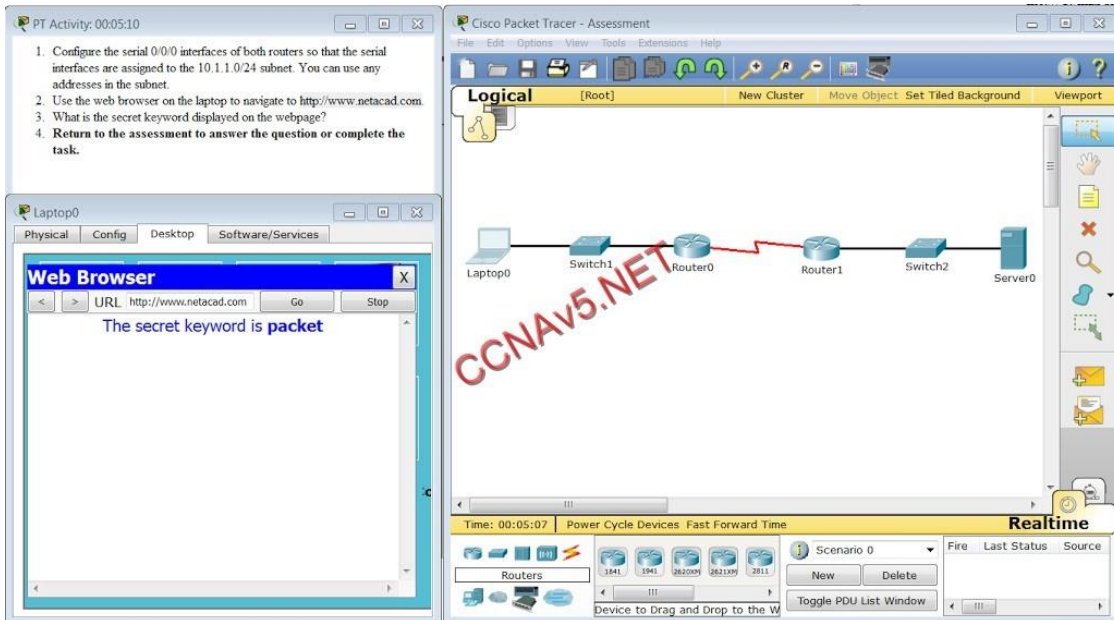 PT Activity: 00:05:10
1. Configure the serial 0/0/0 interfaces of both routers so that the serial
interfaces are assigned to the 10.1.1.0/24 subnet. You can use any
addresses in the subnet.
2. Use the web browser on the laptop to navigate to http://www.netacad.com.
3. What is the secret keyword displayed on the webpage?
4. Return to the assessment to answer the question or complete the
task.
Laptop0
Physical Config Desktop Software/Services
Web Browser X
< > URL http://www.netacad.com Go Stop
The secret keyword is packet
Cisco Packet Tracer - Assessment
File Edit Options View Tools Extensions Help
Logical [Root] New Cluster Move Object Set Tiled Background Viewport
Laptop0 Switch1 Router0 Router1 Switch2 Server0
CCNAv5.NET
Time: 00:05:07 Power Cycle Devices Fast Forward Time Realtime
Routers
1841 1941 2620XM 2621XM 2811
Device to Drag and Drop to the W
Scenario 0
New Delete
Toggle PDU List Window
Fire Last Status Source